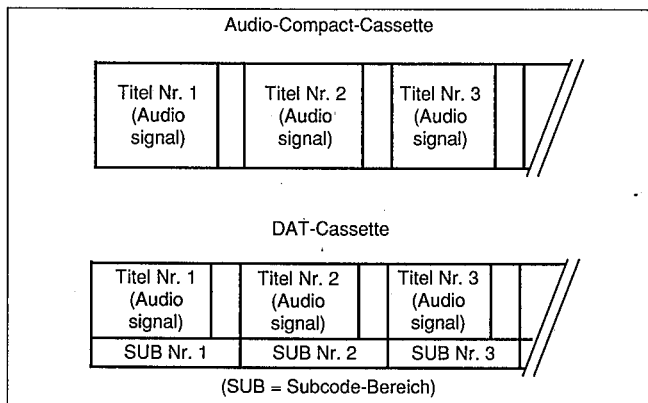 Audio-Compact-Cassette
Titel Nr. 1 Titel Nr. 2 Titel Nr. 3
(Audio (Audio (Audio
signal) signal) signal)
DAT-Cassette
Titel Nr. 1 Titel Nr. 2 Titel Nr. 3
(Audio (Audio (Audio
signal) signal) signal)
SUB Nr. 1 SUB Nr. 2 SUB Nr. 3
(SUB = Subcode-Bereich)